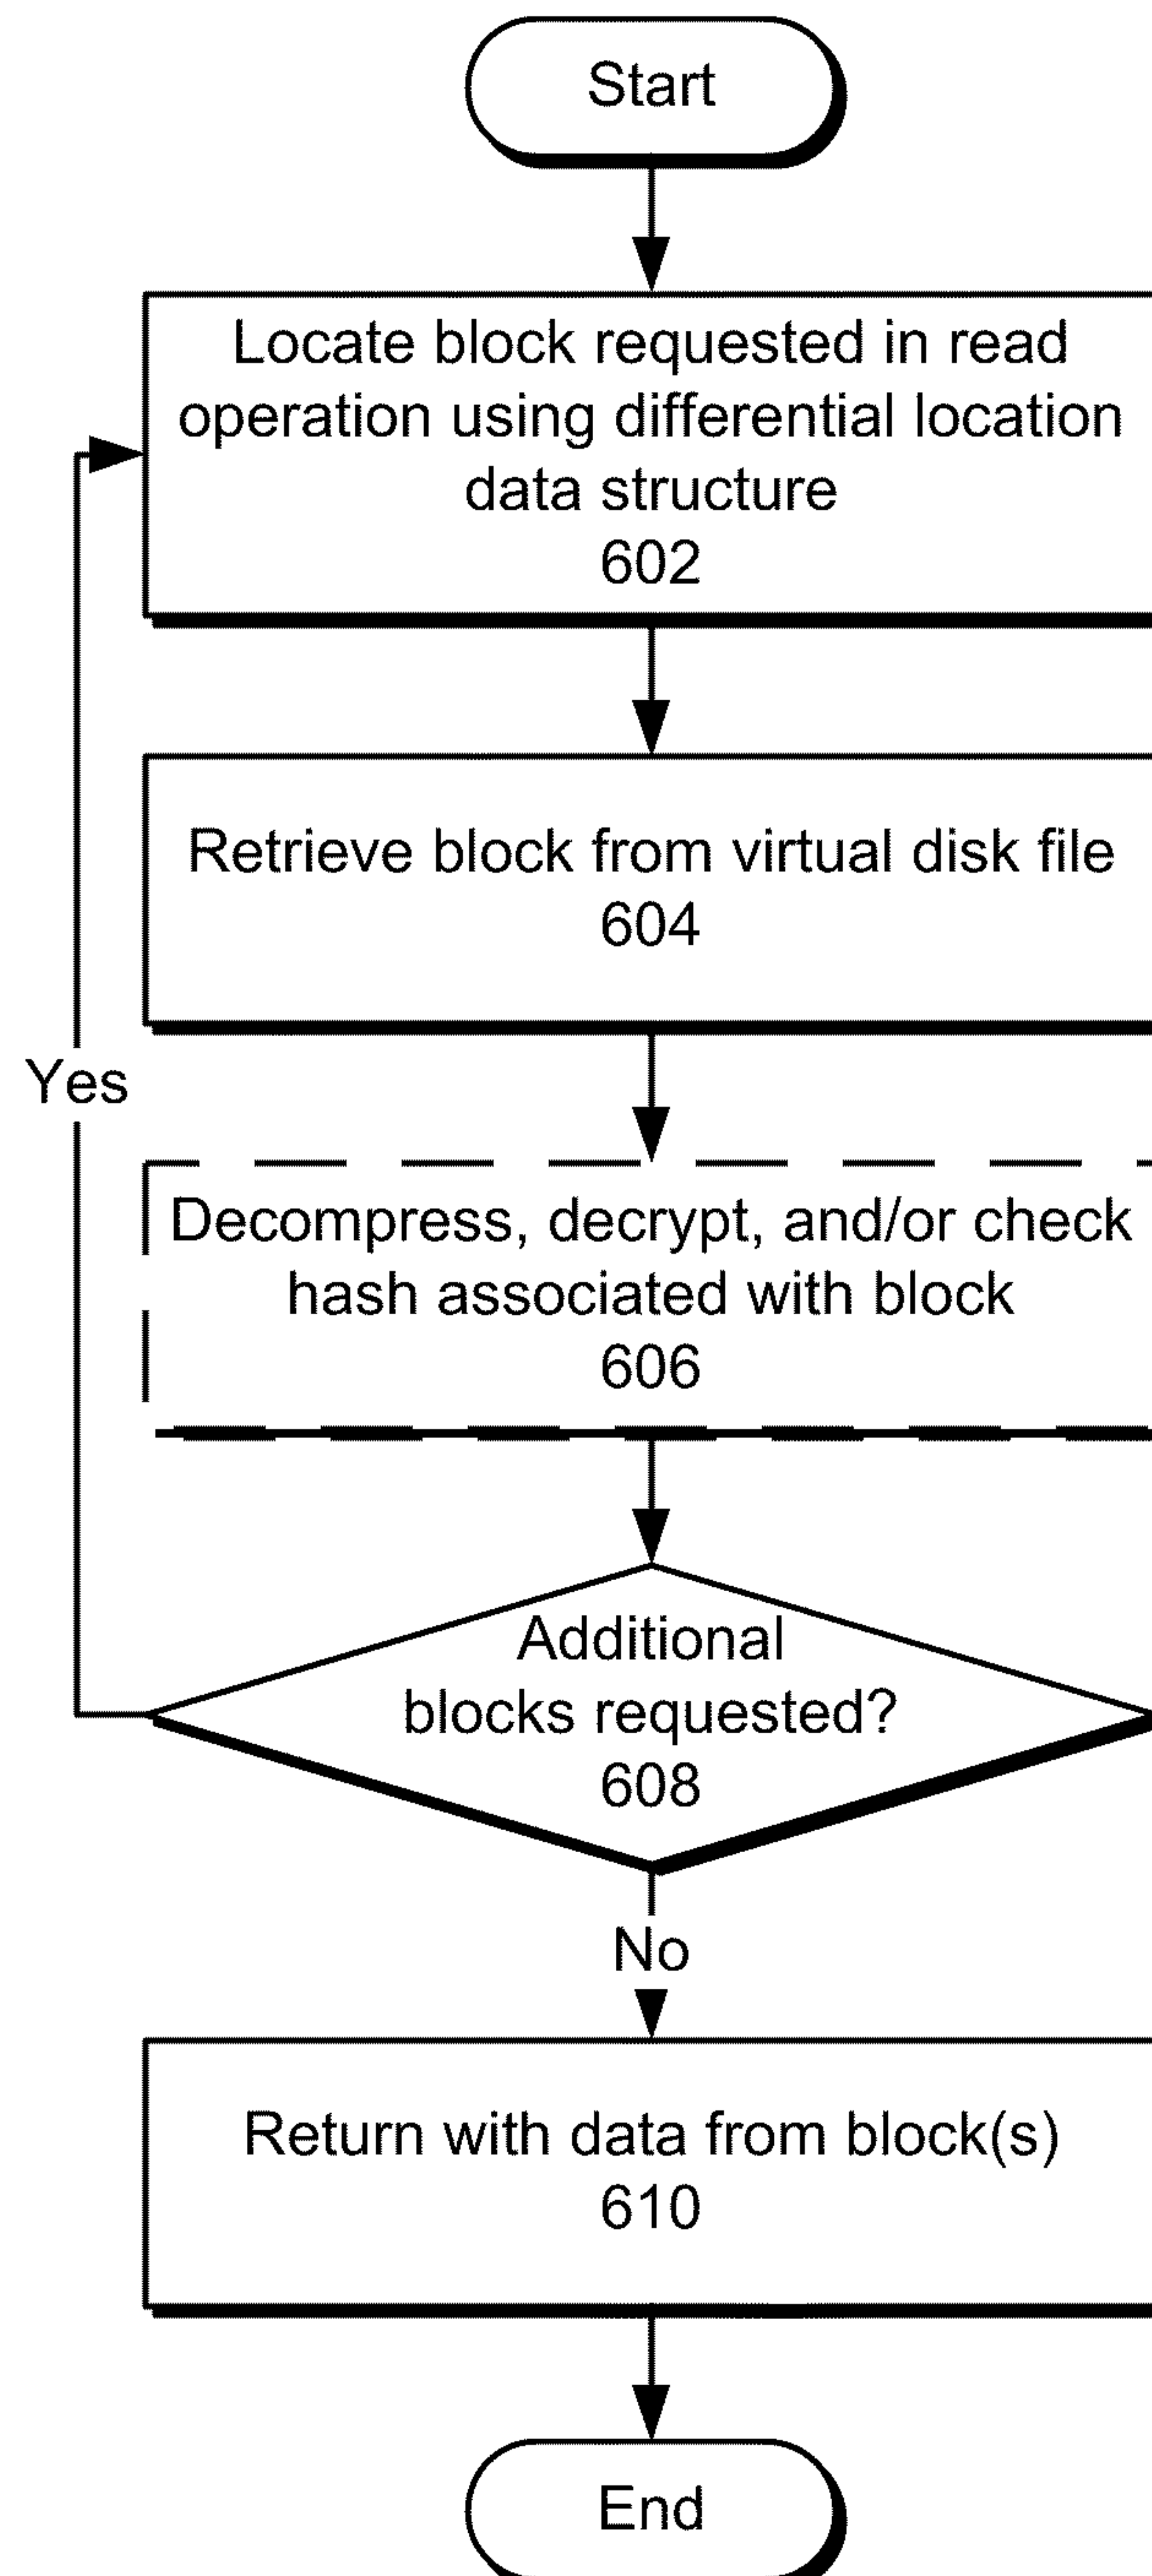 Start
Locate block requested in read
operation using differential location
data structure
602
Retrieve block from virtual disk file
604
Yes
Decompress, decrypt, and/or check
hash associated with block
606
Additional
blocks requested?
608
No
Return with data from block(s)
610
End